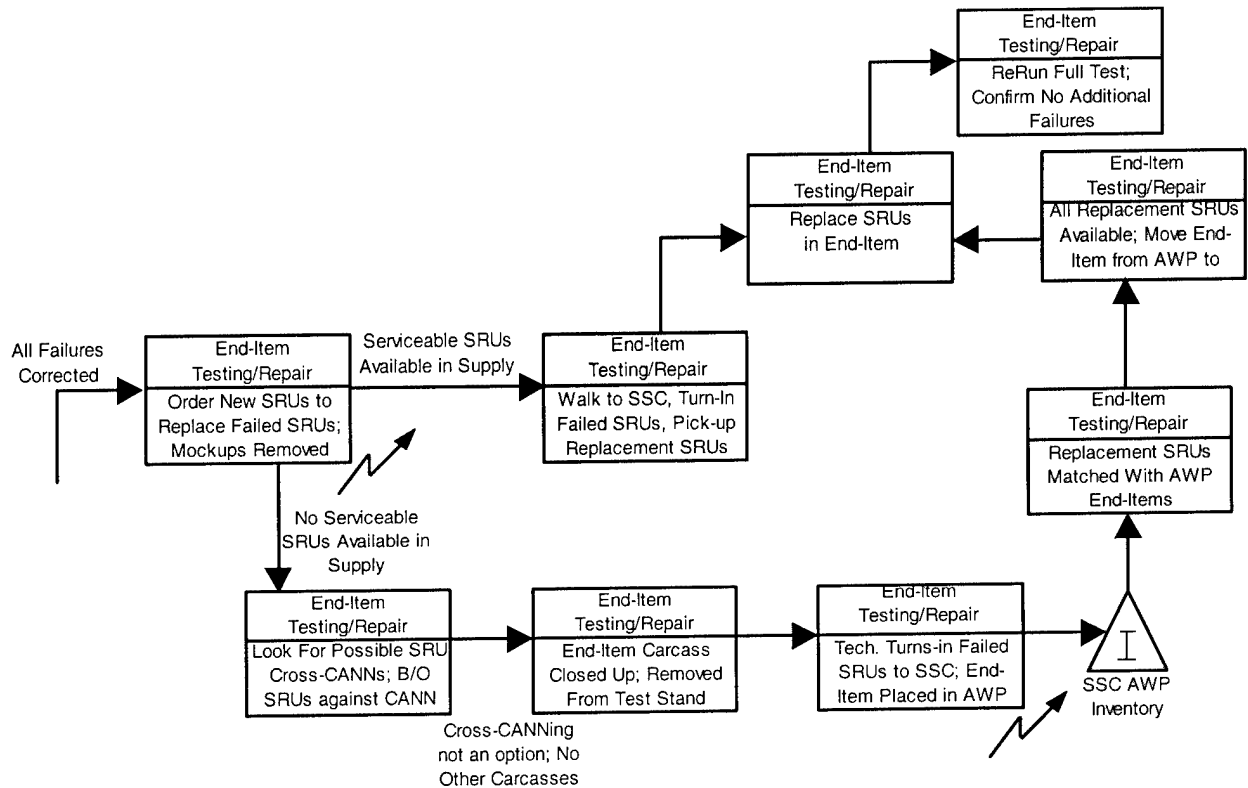 End-Item
Testing/Repair
ReRun Full Test;
Confirm No Additional
Failures
End-Item
Testing/Repair
Replace SRUs
in End-Item
End-Item
Testing/Repair
All Replacement SRUs
Available; Move End-
Item from AWP to
All Failures
Corrected
End-Item
Testing/Repair
Order New SRUs to
Replace Failed SRUs;
Mockups Removed
Serviceable SRUs
Available in Supply
End-Item
Testing/Repair
Walk to SSC, Turn-In
Failed SRUs, Pick-up
Replacement SRUs
End-Item
Testing/Repair
Replacement SRUs
Matched With AWP
End-Items
No Serviceable
SRUs Available in
Supply
End-Item
Testing/Repair
Look For Possible SRU
Cross-CANNs; B/O
SRUs against CANN
Cross-CANNing
not an option; No
Other Carcasses
End-Item
Testing/Repair
End-Item Carcass
Closed Up; Removed
From Test Stand
End-Item
Testing/Repair
Tech. Turns-in Failed
SRUs to SSC; End-
Item Placed in AWP
I
SSC AWP
Inventory